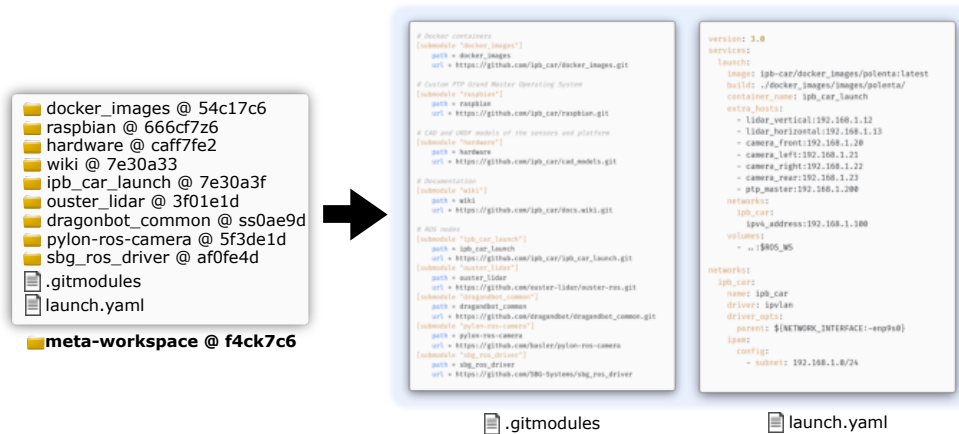 docker_images @ 54c17c6
raspbian @ 666cf7z6
hardware @ caff7fe2
wiki @ 7e30a33
ipb_car_launch @ 7e30a3f
ouster_lidar @ 3f01e1d
dragonbot_common @ ss0ae9d
pylon-ros-camera @ 5f3de1d
sbg_ros_driver @ af0fe4d
.gitmodules
launch.yaml
meta-workspace @ f4ck7c6
# Docker containers
[submodule "docker_images"]
path = docker_images
url = https://github.com/ipb_car/docker_images.git
# Custom PTP Grand Master Operating System
[submodule "raspbian"]
path = raspbian
url = https://github.com/ipb_car/raspbian.git
# CAD and URDF models of the sensors and platform
[submodule "hardware"]
path = hardware
url = https://github.com/ipb_car/cad_models.git
# Documentation
[submodule "wiki"]
path = wiki
url = https://github.com/ipb_car/docs.wiki.git
# ROS nodes
[submodule "ipb_car_launch"]
path = ipb_car_launch
url = https://github.com/ipb_car/ipb_car_launch.git
[submodule "ouster_lidar"]
path = ouster_lidar
url = https://github.com/ouster-lidar/ouster-ros.git
[submodule "dragandbot_common"]
path = dragandbot_common
url = https://github.com/dragandbot/dragandbot_common.git
[submodule "pylon-ros-camera"]
path = pylon-ros-camera
url = https://github.com/basler/pylon-ros-camera
[submodule "sbg_ros_driver"]
path = sbg_ros_driver
url = https://github.com/SBG-Systems/sbg_ros_driver
.gitmodules
version: 3.0
services:
launch:
image: ipb-car/docker_images/polenta:latest
build: ./docker_images/images/polenta/
container_name: ipb_car_launch
extra_hosts:
- lidar_vertical:192.168.1.12
- lidar_horizontal:192.168.1.13
- camera_front:192.168.1.20
- camera_left:192.168.1.21
- camera_right:192.168.1.22
- camera_rear:192.168.1.23
- ptp_master:192.168.1.200
networks:
ipb_car:
ipv4_address:192.168.1.100
volumes:
- ..:$ROS_WS
networks:
ipb_car:
name: ipb_car
driver: ipvlan
driver_opts:
parent: ${NETWORK_INTERFACE:-enp9s0}
ipam:
config:
- subnet: 192.168.1.0/24
launch.yaml